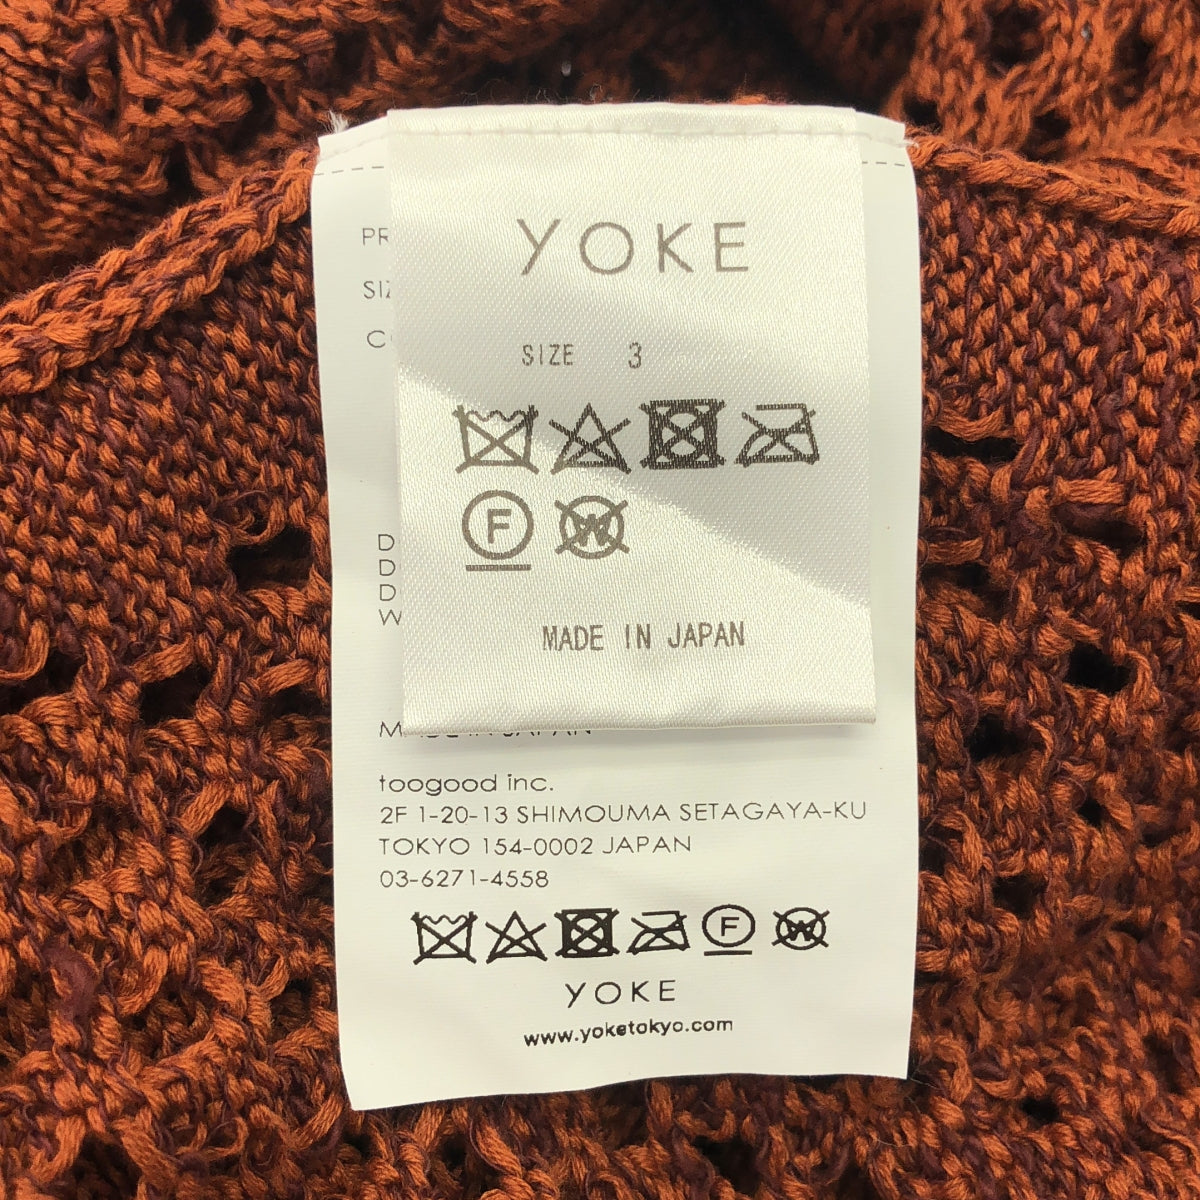 YOKE
SIZE 3
F W
MADE IN JAPAN
toogood inc.
2F 1-20-13 SHIMOUMA SETAGAYA-KU
TOKYO 154-0002 JAPAN
03-6271-4558
F W
YOKE
www.yoketokyo.com